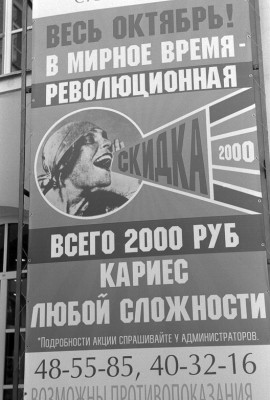 ВЕСЬ ОКТЯБРЬ!
В МИРНОЕ ВРЕМЯ -
РЕВОЛЮЦИОННАЯ
СКИДКА
2000
ВСЕГО 2000 РУБ
КАРИЕС
ЛЮБОЙ СЛОЖНОСТИ
*ПОДРОБНОСТИ АКЦИИ СПРАШИВАЙТЕ У АДМИНИСТРАТОРОВ.
48-55-85, 40-32-16
ВОЗМОЖНЫ ПРОТИВОПОКАЗАНИЯ